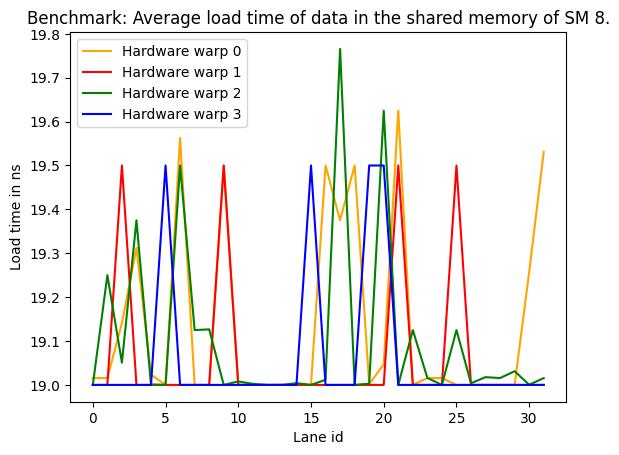 Benchmark: Average load time of data in the shared memory of SM 8.
19.8
19.7
19.6
19.5
19.4
19.3
19.2
19.1
19.0
Load time in ns
Hardware warp 0
Hardware warp 1
Hardware warp 2
Hardware warp 3
0 5 10 15 20 25 30
Lane id